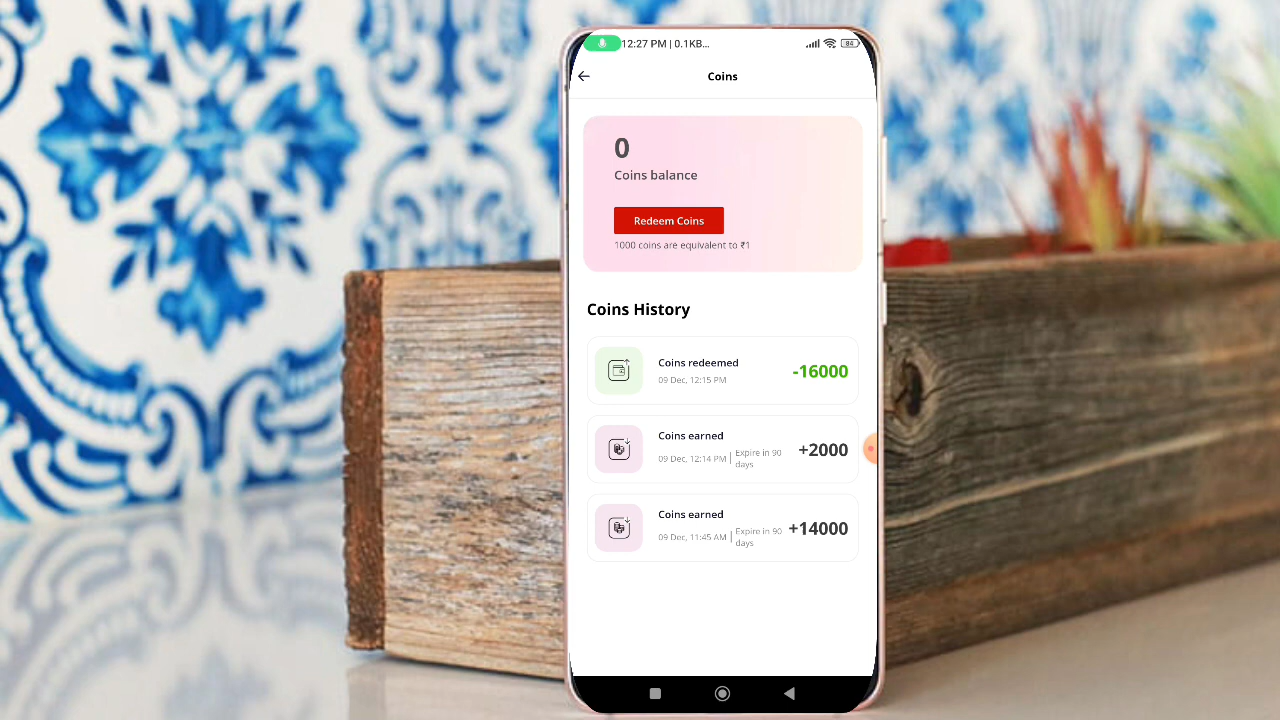 12:27 PM | 0.1KB...
84
Coins
0
Coins balance
Redeem Coins
1000 coins are equivalent to ₹1
Coins History
Coins redeemed
09 Dec, 12:15 PM
-16000
Coins earned
09 Dec, 12:14 PM | Expire in 90
days
+2000
Coins earned
09 Dec, 11:45 AM | Expire in 90
days
+14000